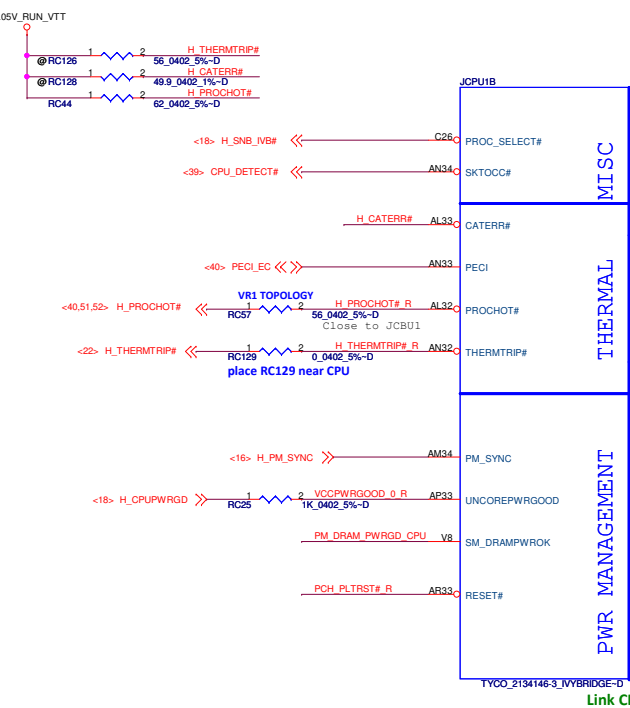 .05V_RUN_VTT
@RC126 1 2 H_THERMTRIP# 56_0402_5%~D
@RC128 1 2 H_CATERR# 49.9_0402_1%~D
RC44 1 2 H_PROCHOT# 62_0402_5%~D
JCPU1B
<18> H_SNB_IVB# C26 PROC_SELECT#
<39> CPU_DETECT# AN34 SKTOCC#
MISC
H_CATERR# AL33 CATERR#
<40> PECI_EC AN33 PECI
VR1 TOPOLOGY
<40,51,52> H_PROCHOT# RC57 1 2 H_PROCHOT#_R AL32 PROCHOT#
56_0402_5%~D
Close to JCBU1
<22> H_THERMTRIP# RC129 1 2 H_THERMTRIP#_R AN32 THERMTRIP#
0_0402_5%~D
place RC129 near CPU
THERMAL
<16> H_PM_SYNC AM34 PM_SYNC
<18> H_CPUPWRGD RC25 1 2 VCCPWRGOOD_0_R AP33 UNCOREPWRGOOD
1K_0402_5%~D
PM_DRAM_PWRGD_CPU V8 SM_DRAMPWROK
PCH_PLTRST#_R AR33 RESET#
PWR MANAGEMENT
TYCO_2134146-3_IVYBRIDGE~D
Link CI